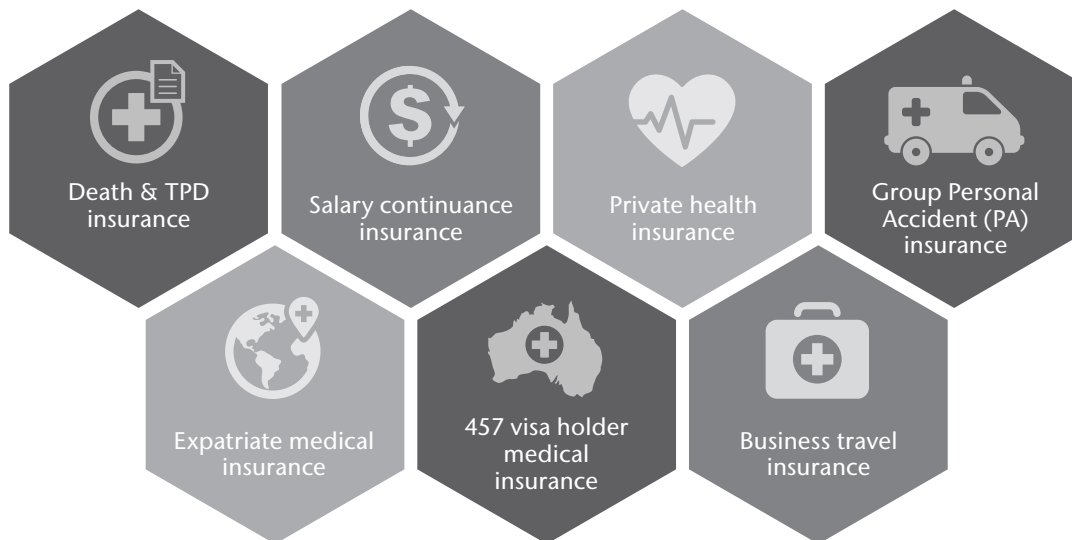 Death & TPD
insurance
Salary continuance
insurance
Private health
insurance
Group Personal
Accident (PA)
insurance
Expatriate medical
insurance
457 visa holder
medical
insurance
Business travel
insurance